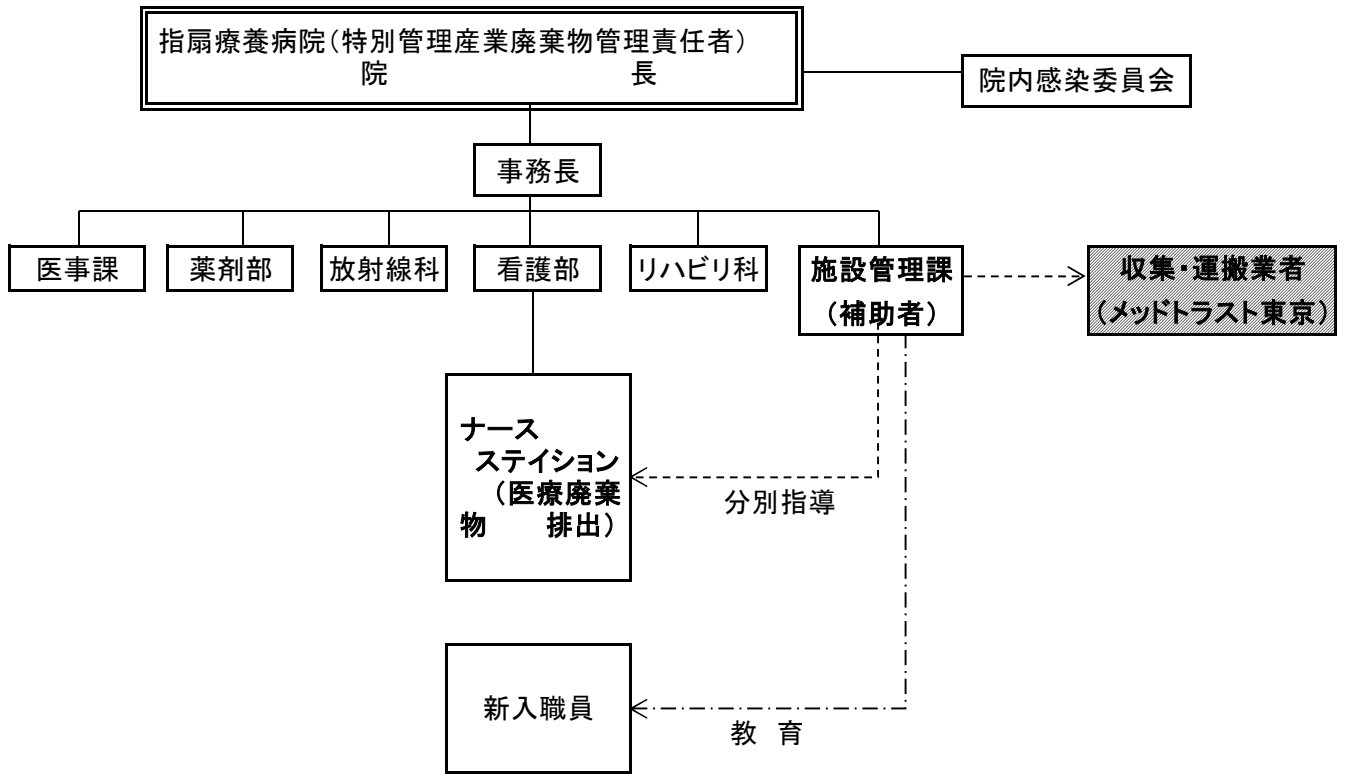 指扇療養病院(特別管理産業廃棄物管理責任者)
院 長
院内感染委員会
事務長
医事課
薬剤部
放射線科
看護部
リハビリ科
施設管理課
(補助者)
収集・運搬業者
(メッドトラスト東京)
ナース
ステイション
(医療廃棄
物 排出)
分別指導
新入職員
教 育